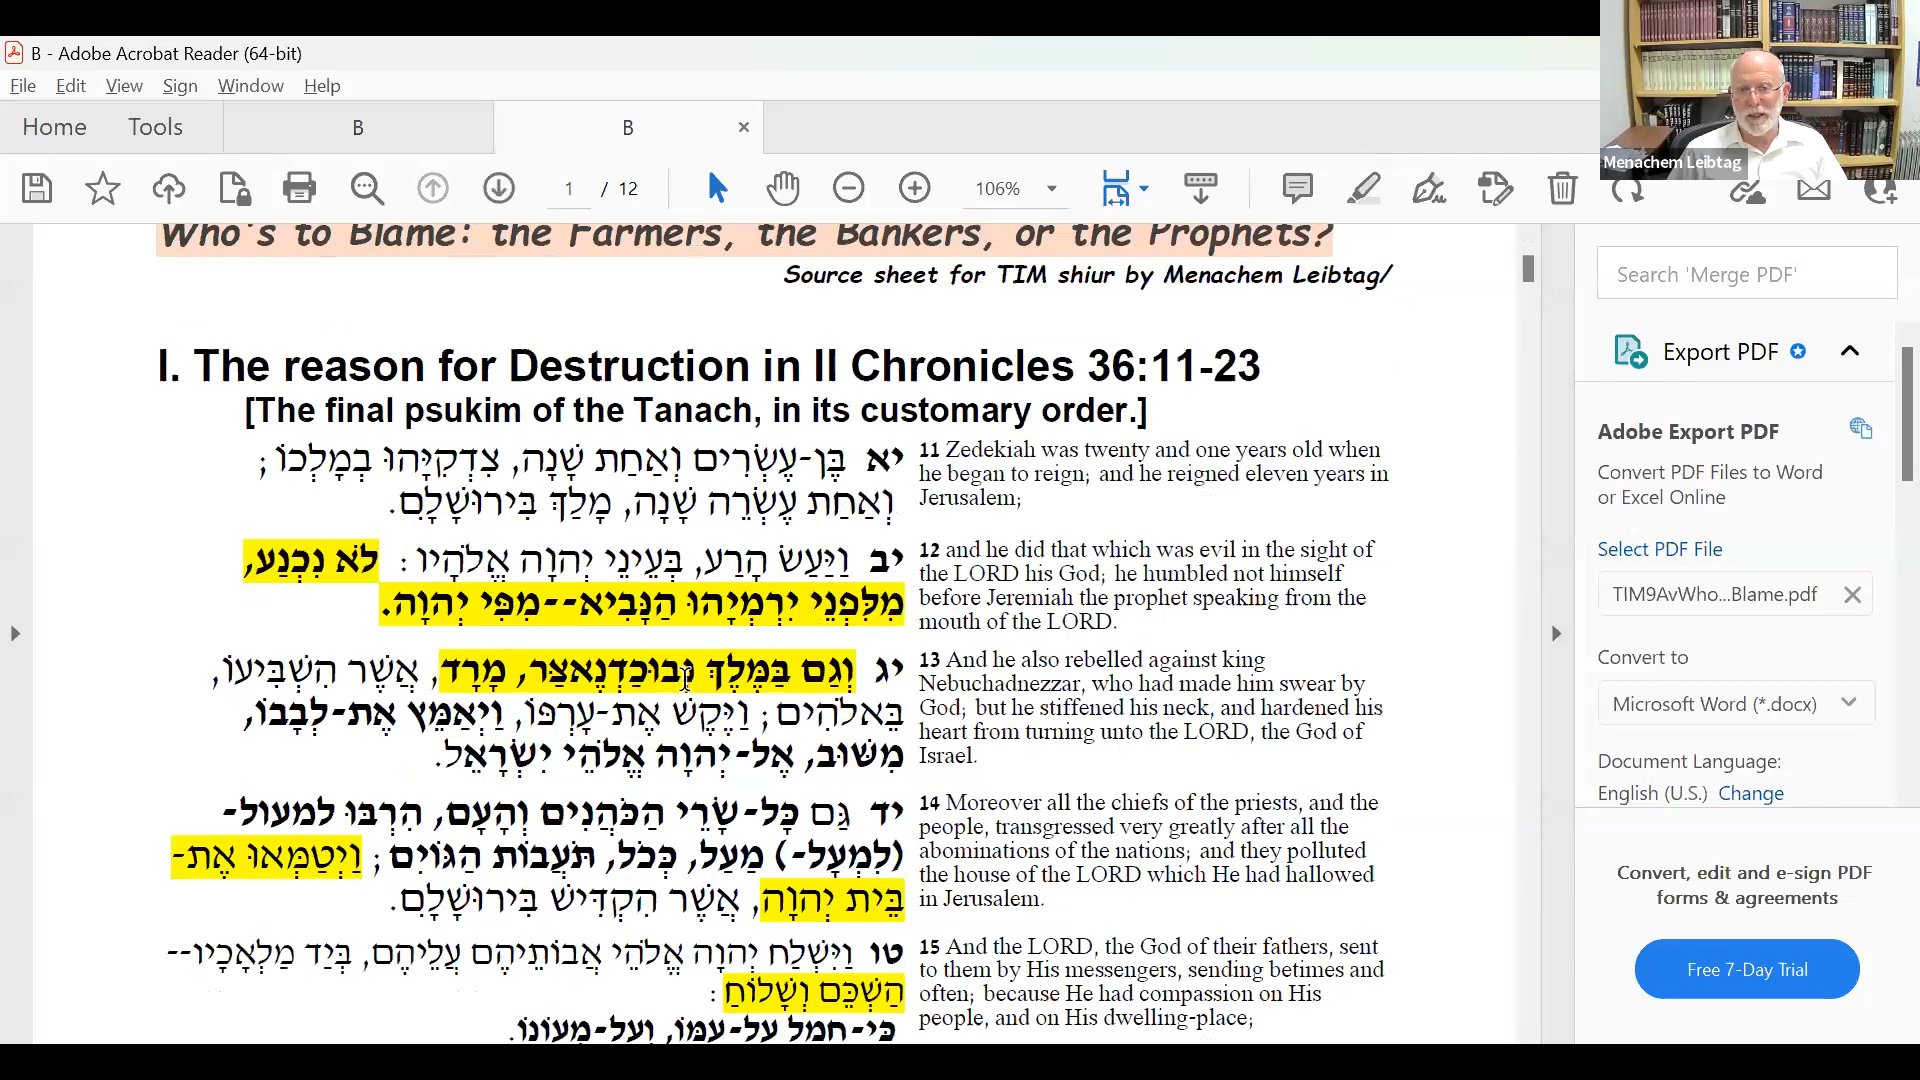 B - Adobe Acrobat Reader (64-bit)
File Edit View Sign Window Help
Home Tools B B
1 / 12 106%
Menachem Leibtag
Who's to Blame: the Farmers, the Bankers, or the Prophets?
Source sheet for TIM shiur by Menachem Leibtag/
I. The reason for Destruction in II Chronicles 36:11-23
[The final psukim of the Tanach, in its customary order.]
יא בֶּן-עֶשְׂרִים וְאַחַת שָׁנָה, צִדְקִיָּהוּ בְמָלְכוֹ ;
וְאַחַת עֶשְׂרֵה שָׁנָה, מָלַךְ בִּירוּשָׁלִָם.
יב וַיַּעַשׂ הָרַע, בְּעֵינֵי יְהוָה אֱלֹהָיו : לֹא נִכְנַע,
מִלִּפְנֵי יִרְמְיָהוּ הַנָּבִיא--מִפִּי יְהוָה.
יג וְגַם בַּמֶּלֶךְ נְבוּכַדְנֶאצַּר, מָרָד, אֲשֶׁר הִשְׁבִּיעוֹ,
בֵּאלֹהִים ; וַיֶּקֶשׁ אֶת-עָרְפּוֹ, וַיְאַמֵּץ אֶת-לְבָבוֹ,
מִשּׁוּב, אֶל-יְהוָה אֱלֹהֵי יִשְׂרָאֵל.
יד גַּם כָּל-שָׂרֵי הַכֹּהֲנִים וְהָעָם, הִרְבּוּ למעול-
(לִמְעָל-) מַעַל, כְּכֹל, תֹּעֲבוֹת הַגּוֹיִם ; וַיְטַמְּאוּ אֶת-
בֵּית יְהוָה, אֲשֶׁר הִקְדִּישׁ בִּירוּשָׁלִָם.
טו וַיִּשְׁלַח יְהוָה אֱלֹהֵי אֲבוֹתֵיהֶם עֲלֵיהֶם, בְּיַד מַלְאָכָיו--
הַשְׁכֵּם וְשָׁלוֹחַ :
כִּי-חָמַל עַל-עַמּוֹ, וְעַל-מְעוֹנוֹ.
11 Zedekiah was twenty and one years old when
he began to reign; and he reigned eleven years in
Jerusalem;
12 and he did that which was evil in the sight of
the LORD his God; he humbled not himself
before Jeremiah the prophet speaking from the
mouth of the LORD.
13 And he also rebelled against king
Nebuchadnezzar, who had made him swear by
God; but he stiffened his neck, and hardened his
heart from turning unto the LORD, the God of
Israel.
14 Moreover all the chiefs of the priests, and the
people, transgressed very greatly after all the
abominations of the nations; and they polluted
the house of the LORD which He had hallowed
in Jerusalem.
15 And the LORD, the God of their fathers, sent
to them by His messengers, sending betimes and
often; because He had compassion on His
people, and on His dwelling-place;
Search 'Merge PDF'
Export PDF
Adobe Export PDF
Convert PDF Files to Word
or Excel Online
Select PDF File
TIM9AvWho...Blame.pdf
Convert to
Microsoft Word (*.docx)
Document Language:
English (U.S.) Change
Convert, edit and e-sign PDF
forms & agreements
Free 7-Day Trial